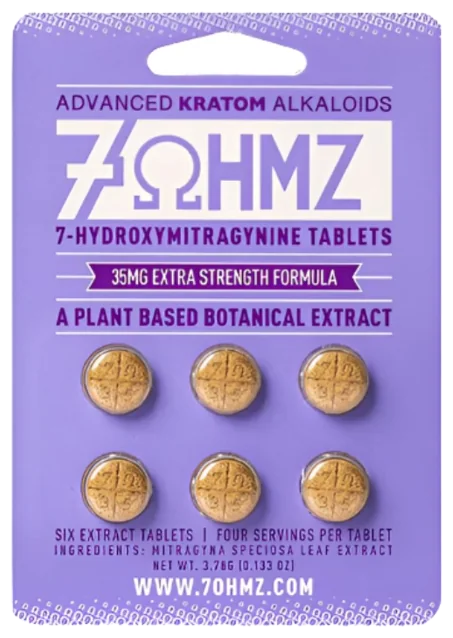 ADVANCED KRATOM ALKALOIDS
7ΩHMZ
7-HYDROXYMITRAGYNINE TABLETS
35MG EXTRA STRENGTH FORMULA
A PLANT BASED BOTANICAL EXTRACT
SIX EXTRACT TABLETS | FOUR SERVINGS PER TABLET
INGREDIENTS: MITRAGYNA SPECIOSA LEAF EXTRACT
NET WT. 3.78G (0.133 OZ)
WWW.7OHMZ.COM